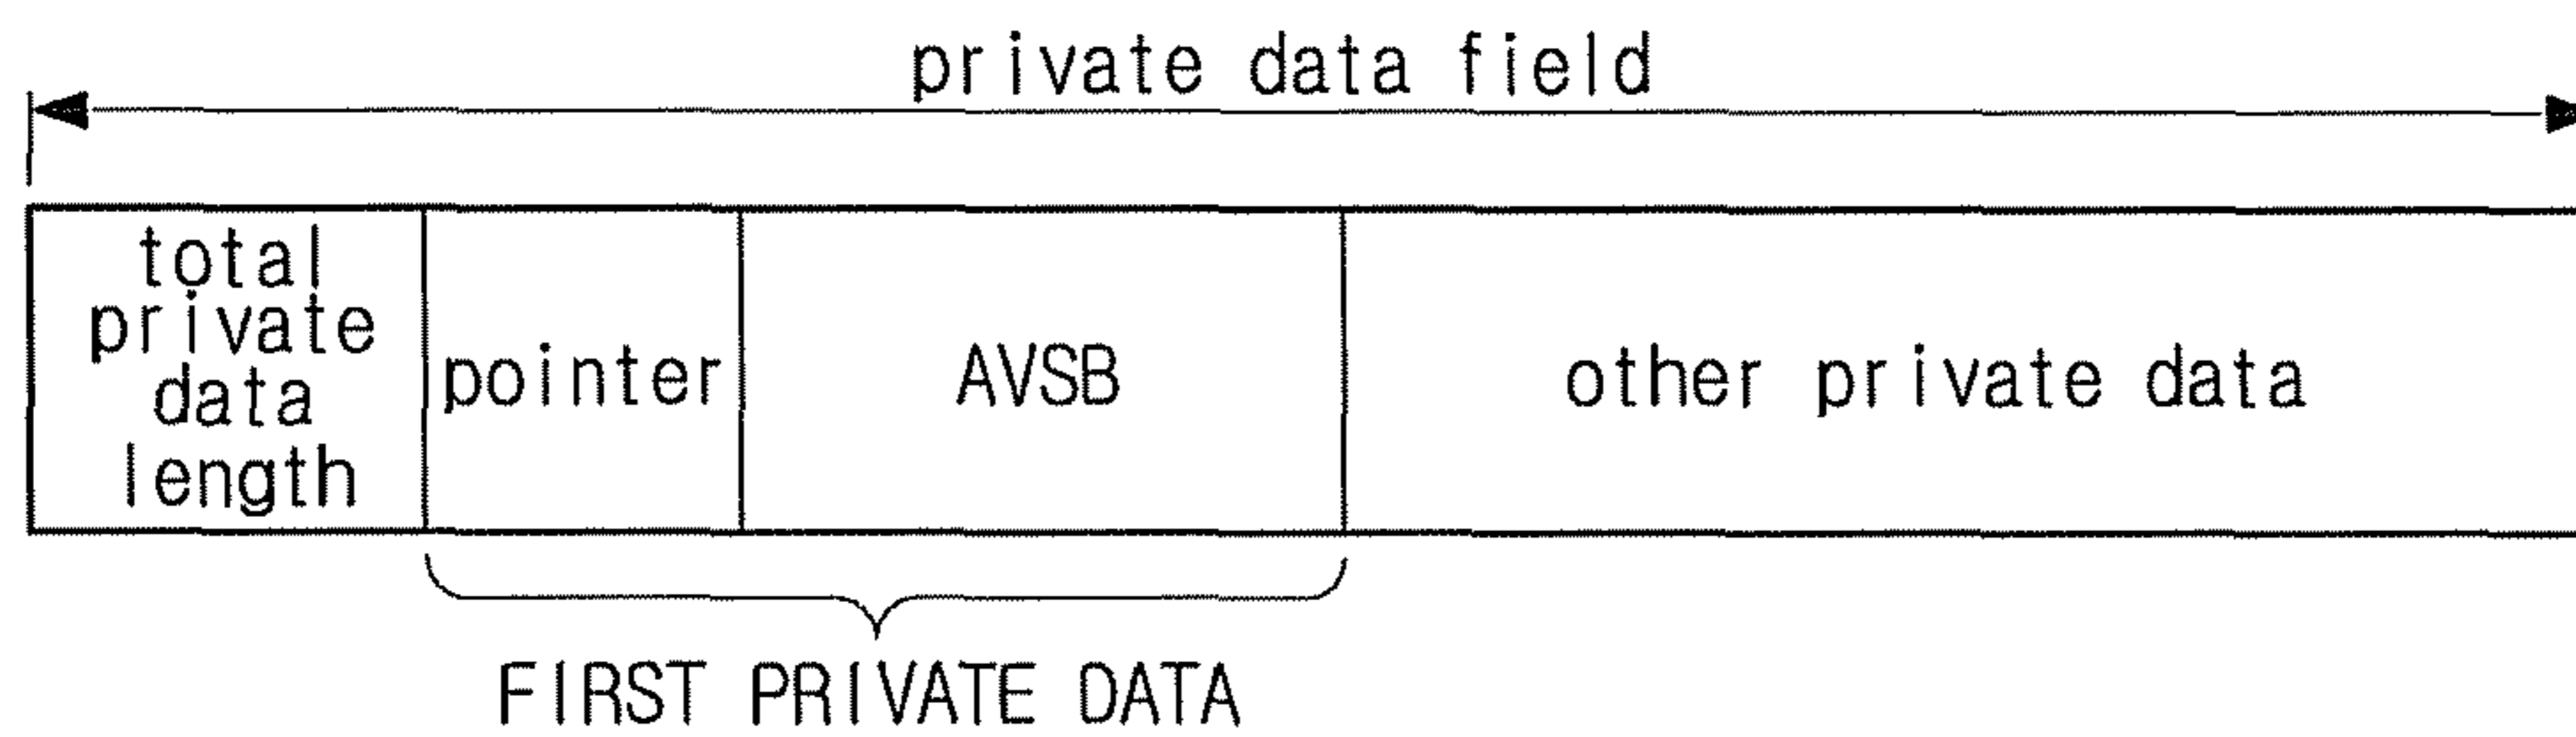 private data field
total
private
data
length
pointer
AVSB
other private data
FIRST PRIVATE DATA